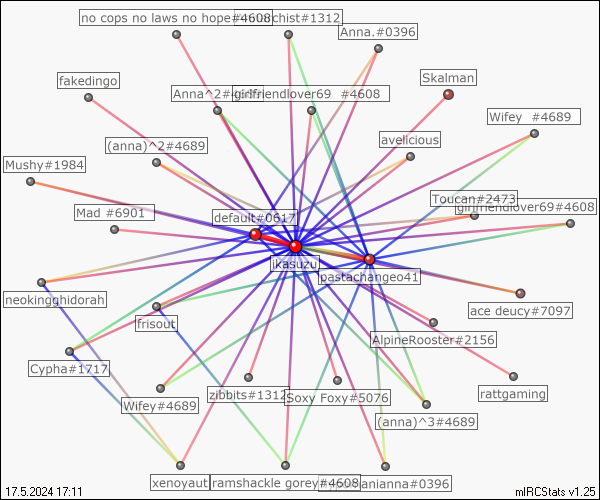 no cops no laws no hope#4608
chist#1312
Anna.#0396
fakedingo
Skalman
Anna^2#
girlfriendlover69 #4608
Wifey #4689
(anna)^2#4689
avelicious
Mushy#1984
Toucan#2473
girlfriendlover69#4608
Mad #6901
default#0617
ikasuzu
pastachangeo41
neokingghidorah
ace deucy#7097
frisout
AlpineRooster#2156
Cypha#1717
rattgaming
Wifey#4689
zibbits#1312
Soxy Foxy#5076
(anna)^3#4689
xenoyaut
ramshackle gorey#4608
anianna#0396
17.5.2024 17:11
mIRCStats v1.25